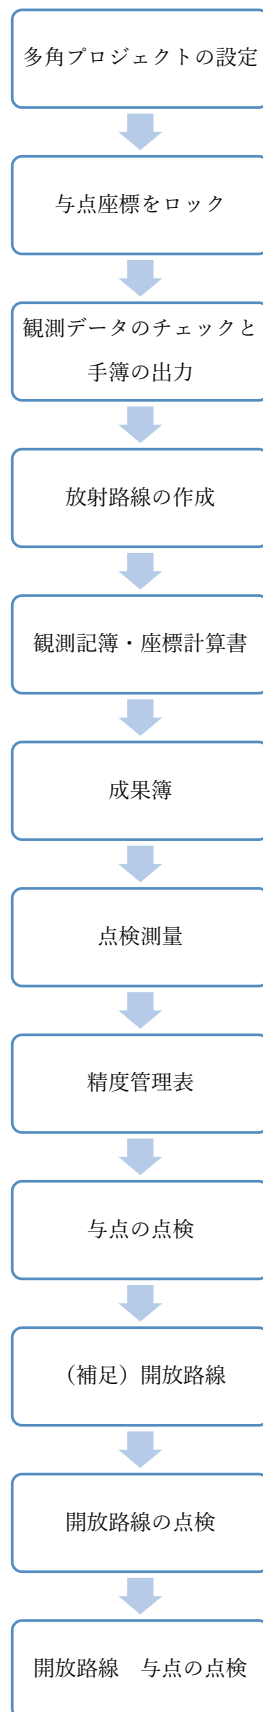 多角プロジェクトの設定
与点座標をロック
観測データのチェックと
手簿の出力
放射路線の作成
観測記簿・座標計算書
成果簿
点検測量
精度管理表
与点の点検
（補足）開放路線
開放路線の点検
開放路線　与点の点検